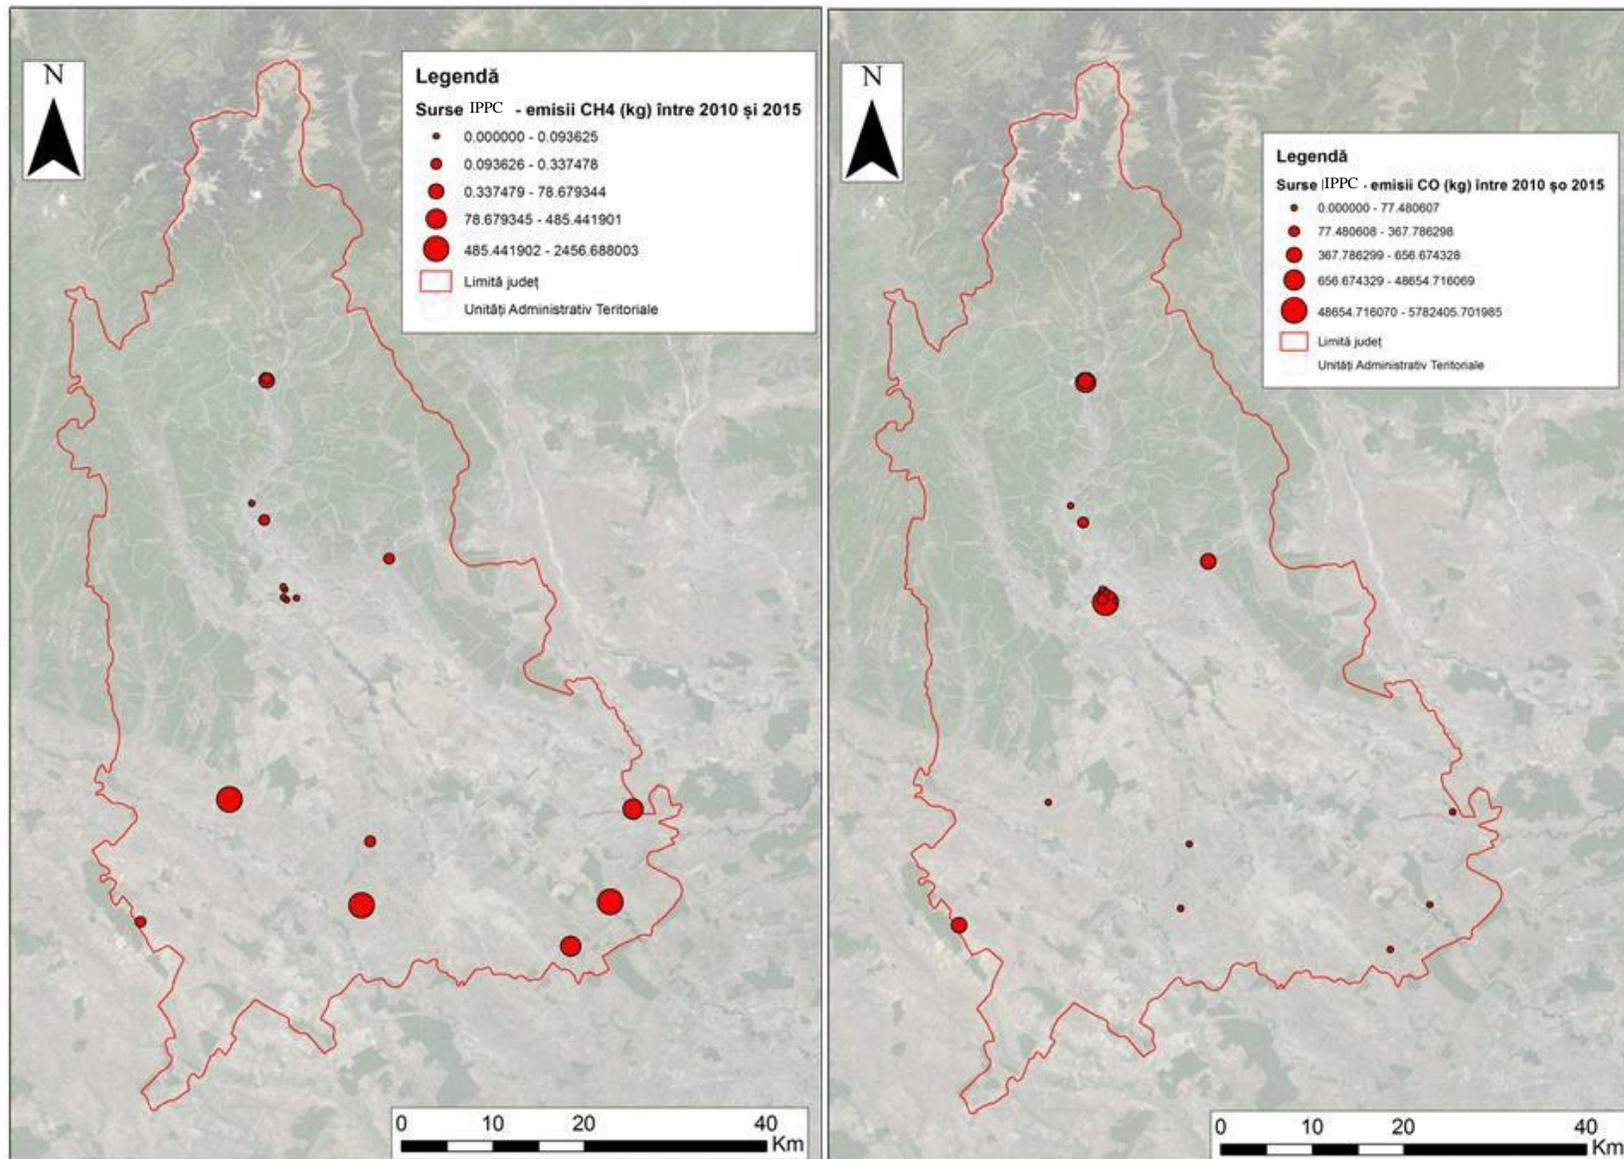 N
Legendă
Surse IPPC - emisii CH4 (kg) între 2010 și 2015
0.000000 - 0.093625
0.093626 - 0.337478
0.337479 - 78.679344
78.679345 - 485.441901
485.441902 - 2456.688003
Limită județ
Unități Administrativ Teritoriale
0 10 20 40
Km
N
Legendă
Surse IPPC - emisii CO (kg) între 2010 șo 2015
0.000000 - 77.480607
77.480608 - 367.786298
367.786299 - 656.674328
656.674329 - 48654.716069
48654.716070 - 5782405.701985
Limită județ
Unități Administrativ Teritoriale
0 10 20 40
Km